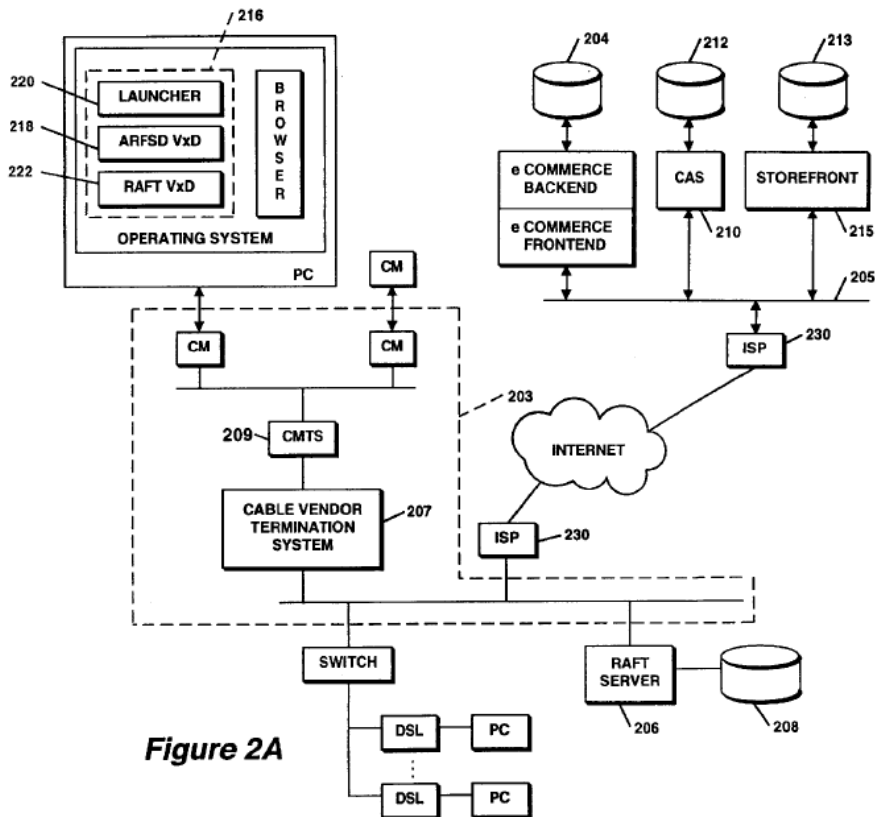 216
204
212
213
220
LAUNCHER
218
ARFSD VxD
222
RAFT VxD
BROWSER
OPERATING SYSTEM
PC
e COMMERCE
BACKEND
e COMMERCE
FRONTEND
CAS
210
STOREFRONT
215
205
CM
CM
CM
ISP
230
203
209
CMTS
INTERNET
CABLE VENDOR
TERMINATION
SYSTEM
207
ISP
230
SWITCH
RAFT
SERVER
206
208
DSL
PC
DSL
PC
Figure 2A